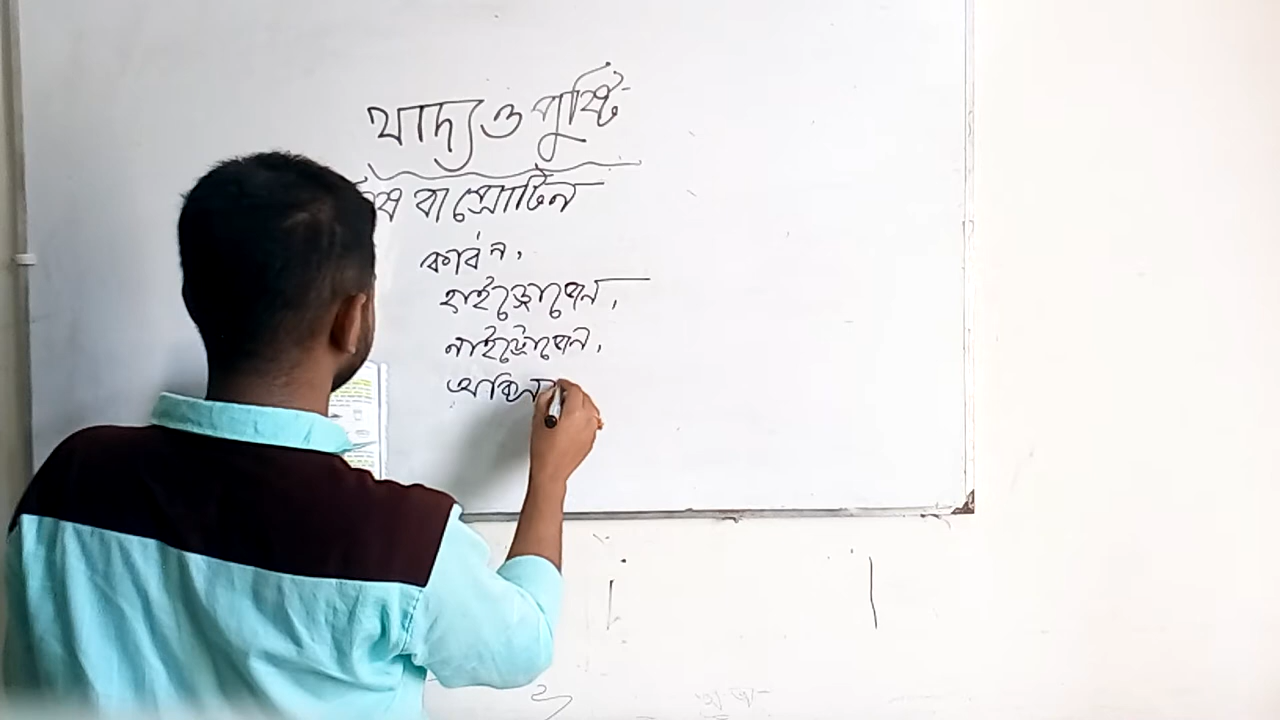 খাদ্য ও পুষ্টি
বা প্রোটিন
কার্বন,
হাইড্রোজেন,
নাইট্রোজেন,